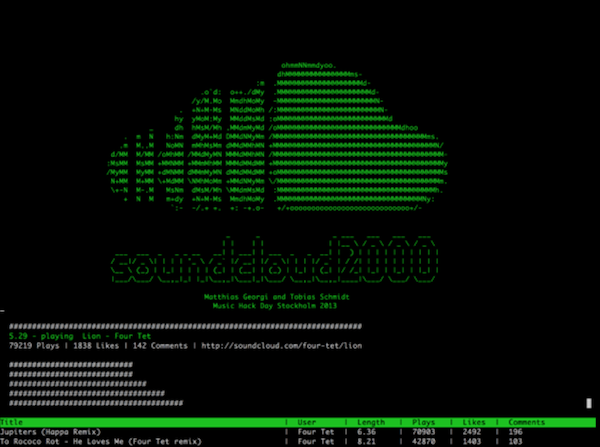 soundcloud2000
Matthias Georgi and Tobias Schmidt
Music Hack Day Stockholm 2013
5.29 - playing Lion - Four Tet
79219 Plays | 1838 Likes | 142 Comments | http://soundcloud.com/four-tet/lion
Title | User | Length | Plays | Likes | Comments
Jupiters (Happa Remix) | Four Tet | 6.36 | 70903 | 2492 | 196
To Rococo Rot - He Loves Me (Four Tet remix) | Four Tet | 8.21 | 42870 | 1403 | 103